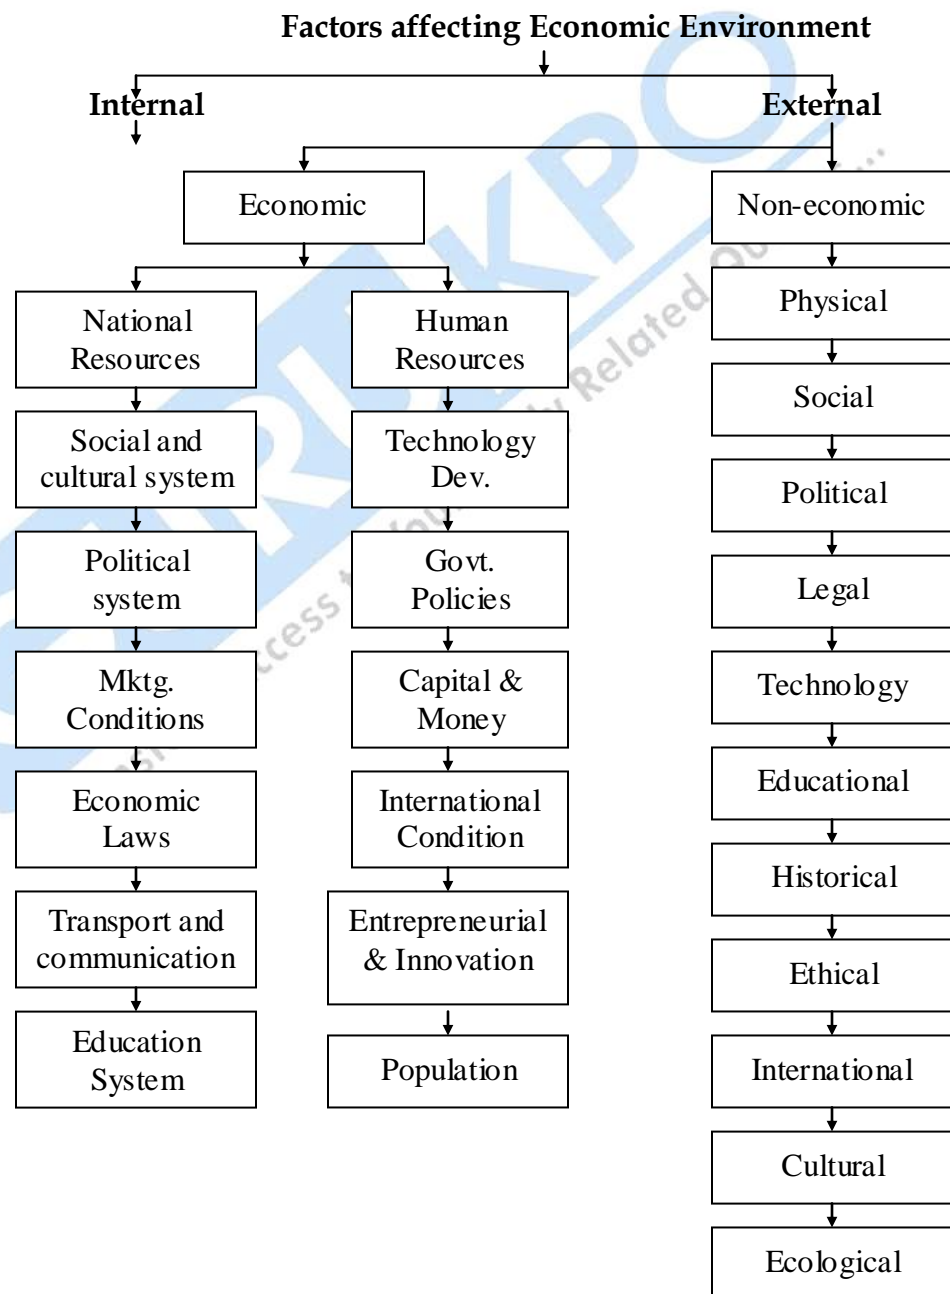 Factors affecting Economic Environment
Internal
External
Economic
Non-economic
National
Resources
Human
Resources
Physical
Social and
cultural system
Technology
Dev.
Social
Political
system
Govt.
Policies
Political
Mktg.
Conditions
Capital &
Money
Legal
Economic
Laws
International
Condition
Technology
Transport and
communication
Entrepreneurial
& Innovation
Educational
Education
System
Population
Historical
Ethical
International
Cultural
Ecological
KPO
Related